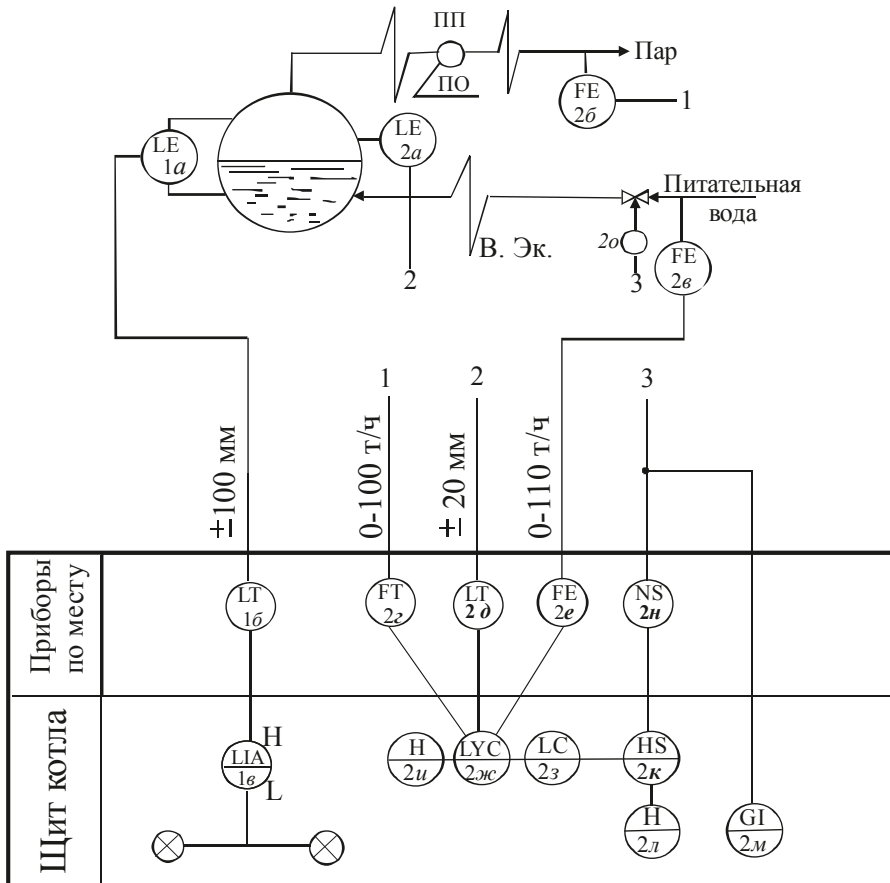 ПП
Пар
ПО
FE
2б
1
LE
1а
LE
2а
Питательная
вода
2о
FE
2в
В. Эк.
2
3
1
2
3
±100 мм
0-100 т/ч
± 20 мм
0-110 т/ч
Приборы
по месту
LT
1б
FT
2г
LT
2 д
FE
2е
NS
2н
Щит котла
H
LIA
1в
L
H
2и
LYC
2ж
LC
2з
HS
2к
H
2л
GI
2м